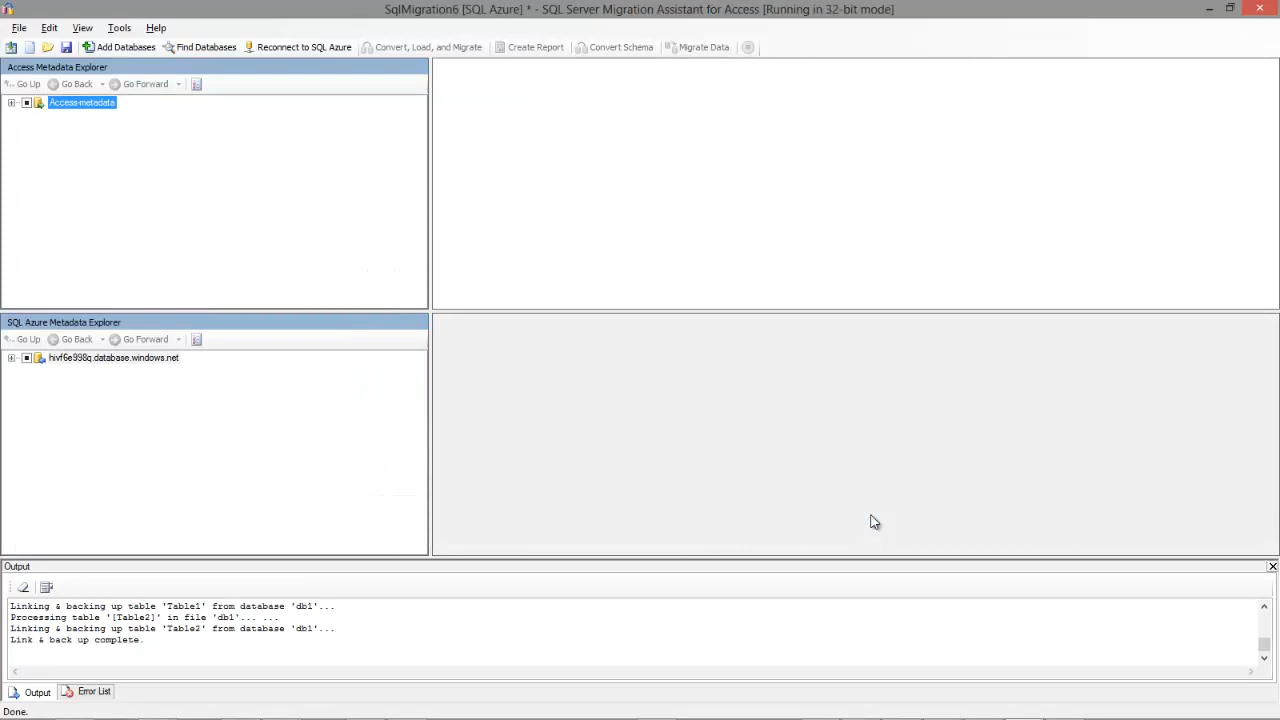 SqlMigration6 [SQL Azure] * - SQL Server Migration Assistant for Access [Running in 32-bit mode]
File Edit View Tools Help
Add Databases Find Databases Reconnect to SQL Azure Convert, Load, and Migrate Create Report Convert Schema Migrate Data
Access Metadata Explorer
Go Up Go Back Go Forward
Access-metadata
SQL Azure Metadata Explorer
Go Up Go Back Go Forward
hivf6e998q.database.windows.net
Output
Linking & backing up table 'Table1' from database 'db1'...
Processing table '[Table2]' in file 'db1'... ...
Linking & backing up table 'Table2' from database 'db1'...
Link & back up complete.
Output Error List
Done.